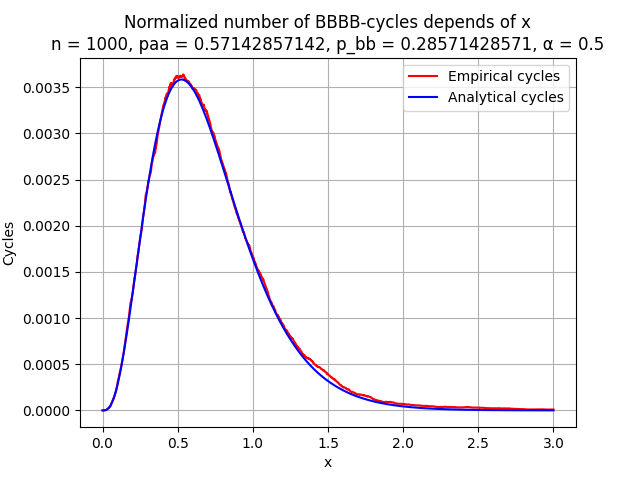 Normalized number of BBBB-cycles depends of x
n = 1000, paa = 0.57142857142, p_bb = 0.28571428571, α = 0.5
Empirical cycles
Analytical cycles
0.0035
0.0030
0.0025
0.0020
0.0015
0.0010
0.0005
0.0000
Cycles
0.0 0.5 1.0 1.5 2.0 2.5 3.0
x